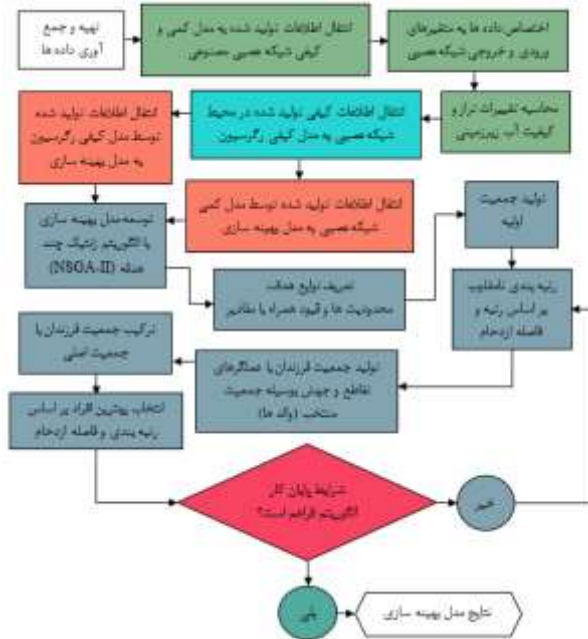 تهیه و جمع
آوری داده ها
انتقال اطلاعات تولید شده به مدل کمی و
کیفی شبکه عصبی مصنوعی
اختصاص داده ها به متغیرهای
ورودی و خروجی شبکه عصبی
محاسبه تغییرات تراز و
کیفیت آب زیرزمینی
انتقال اطلاعات کیفی تولید شده در محیط
شبکه عصبی به مدل کیفی رگرسیون
انتقال اطلاعات تولید شده
توسط مدل کیفی رگرسیون
به مدل بهینه سازی
انتقال اطلاعات تولید شده توسط مدل کمی
شبکه عصبی به مدل بهینه سازی
توسعه مدل بهینه سازی
با الگوریتم ژنتیک چند
هدفه (NSGA-II)
تعریف توابع هدف،
محدودیت ها و قیود همراه با مقادیر
تولید جمعیت
اولیه
رتبه بندی نامغلوب
بر اساس رتبه و
فاصله ازدحام
تولید جمعیت فرزندان با عملگرهای
تقاطع و جهش بوسیله جمعیت
منتخب (والد ها)
ترکیب جمعیت فرزندان با
جمعیت اصلی
انتخاب بهترین افراد بر اساس
رتبه بندی و فاصله ازدحام
شرایط پایان کار
الگوریتم فراهم است؟
خیر
بلی
نتایج مدل بهینه سازی